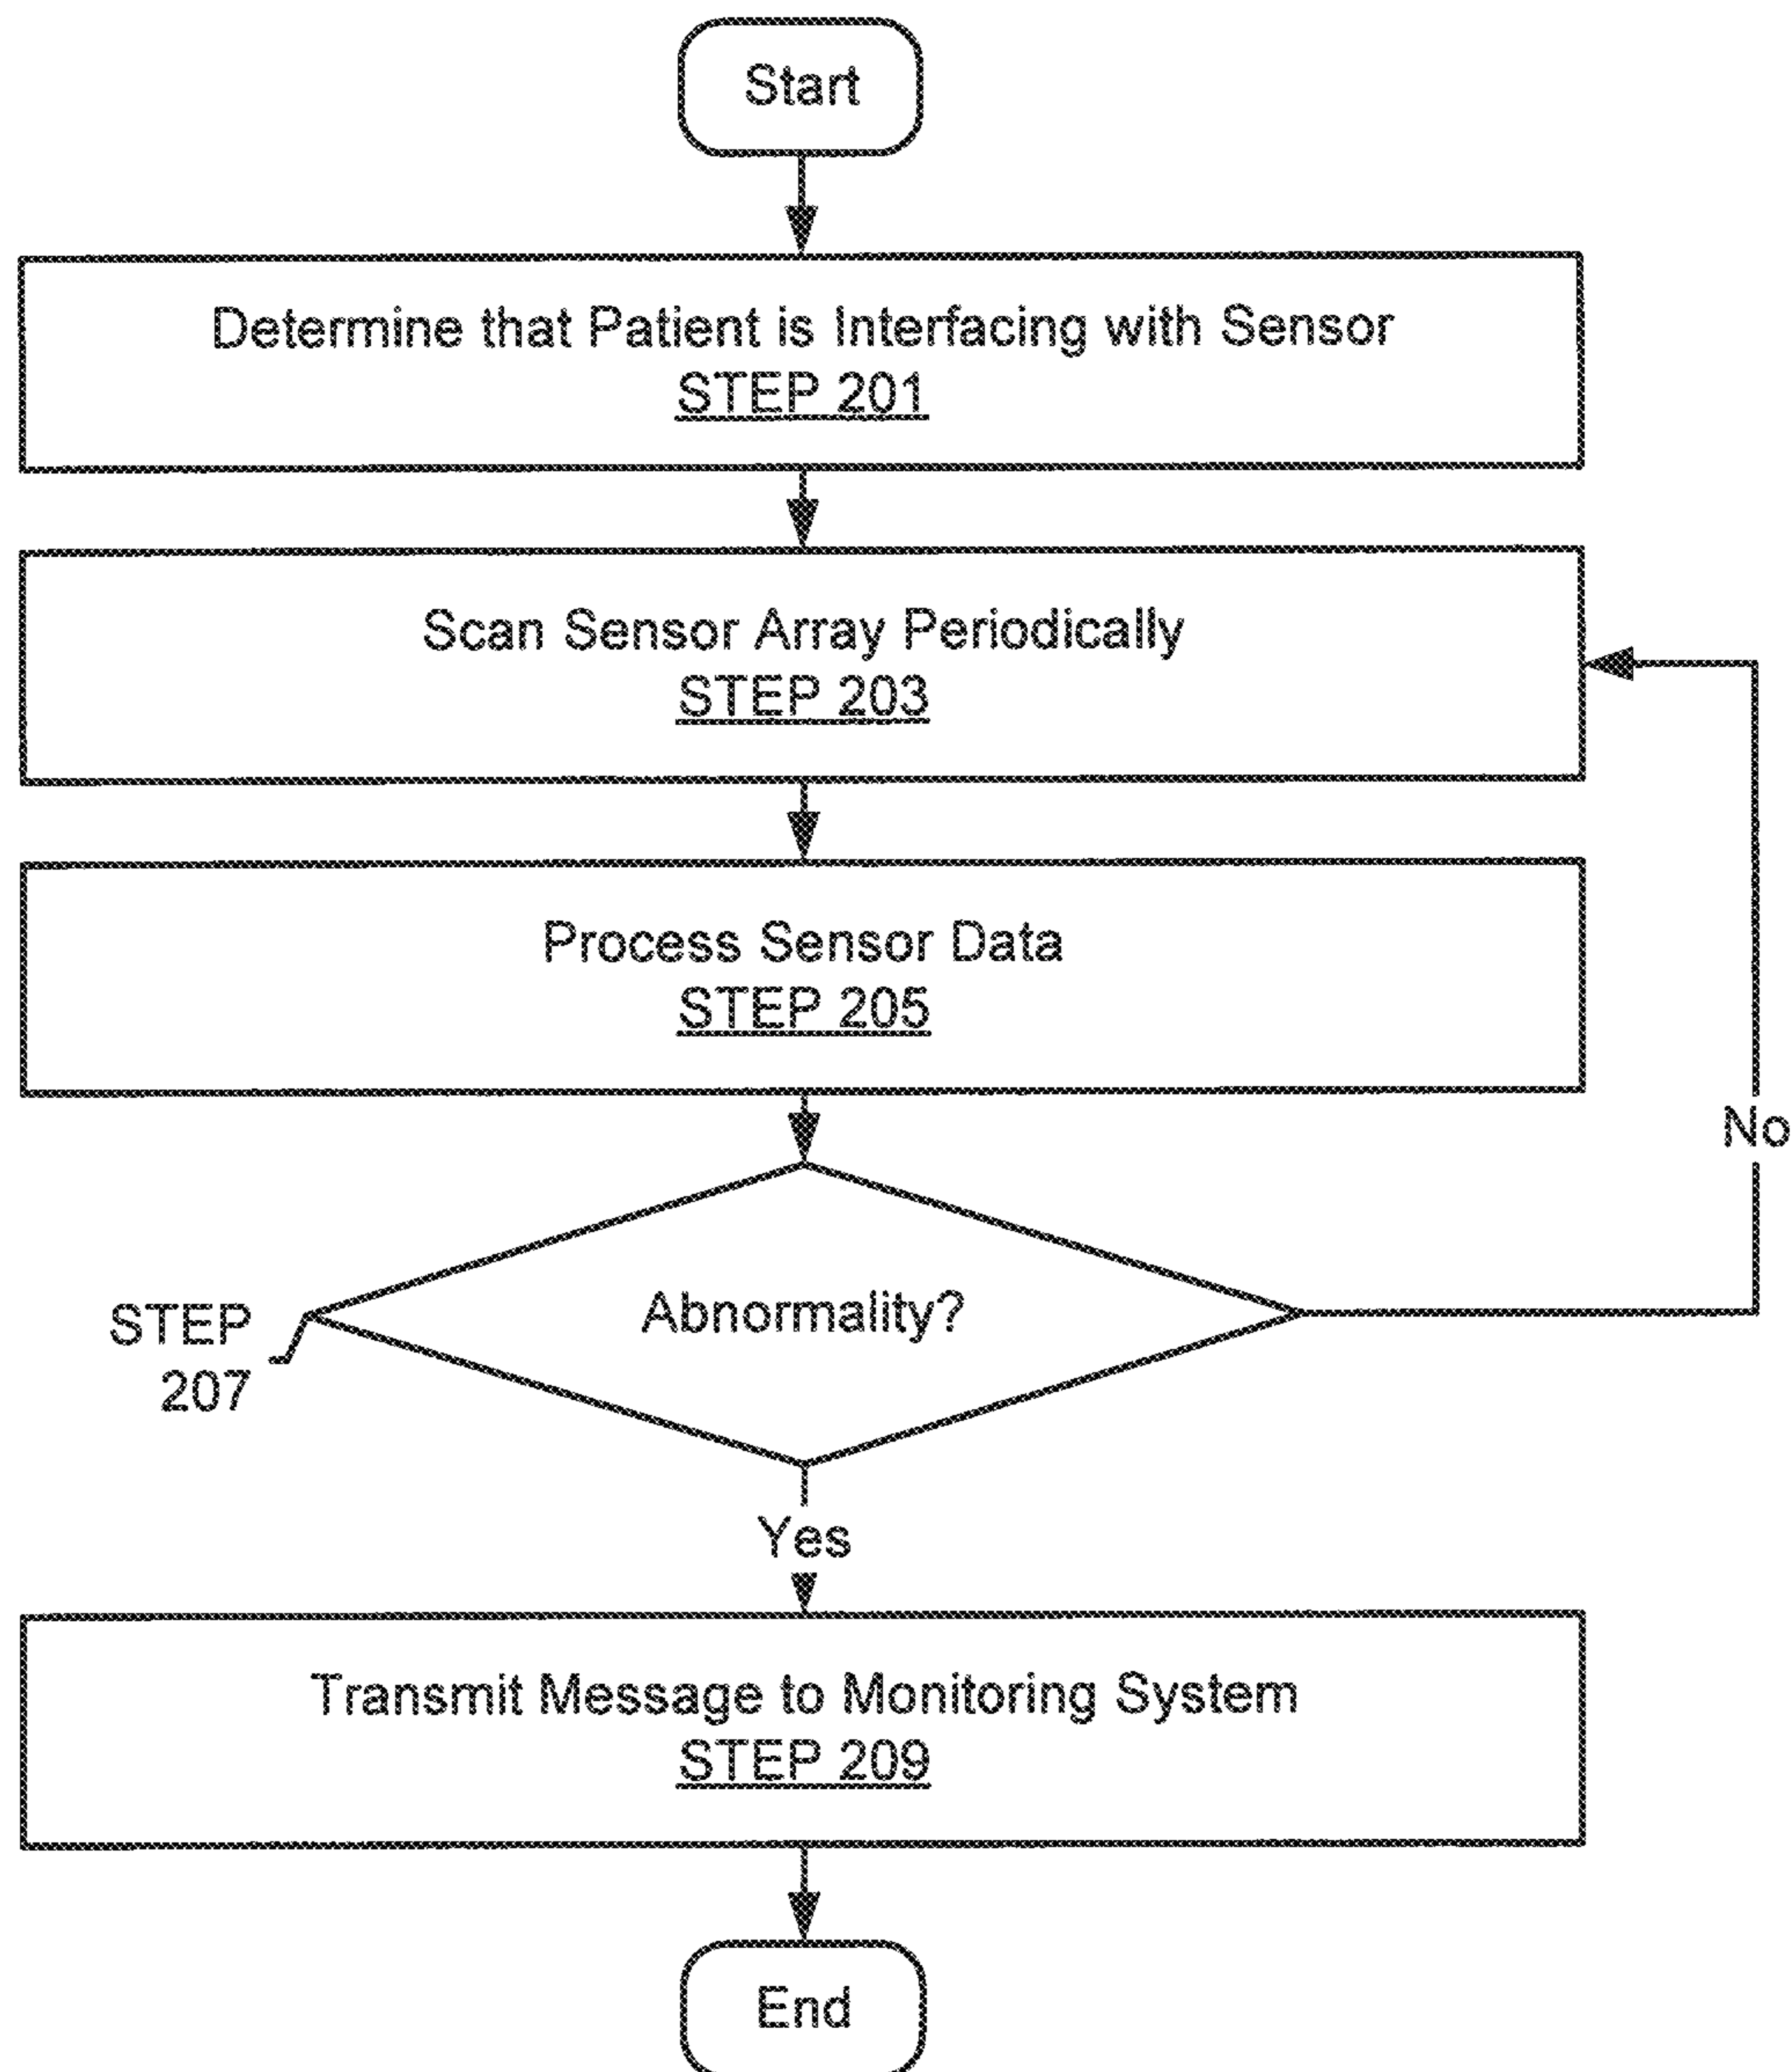 Start
Determine that Patient is Interfacing with Sensor
STEP 201
Scan Sensor Array Periodically
STEP 203
Process Sensor Data
STEP 205
No
Abnormality?
STEP
207
Yes
Transmit Message to Monitoring System
STEP 209
End